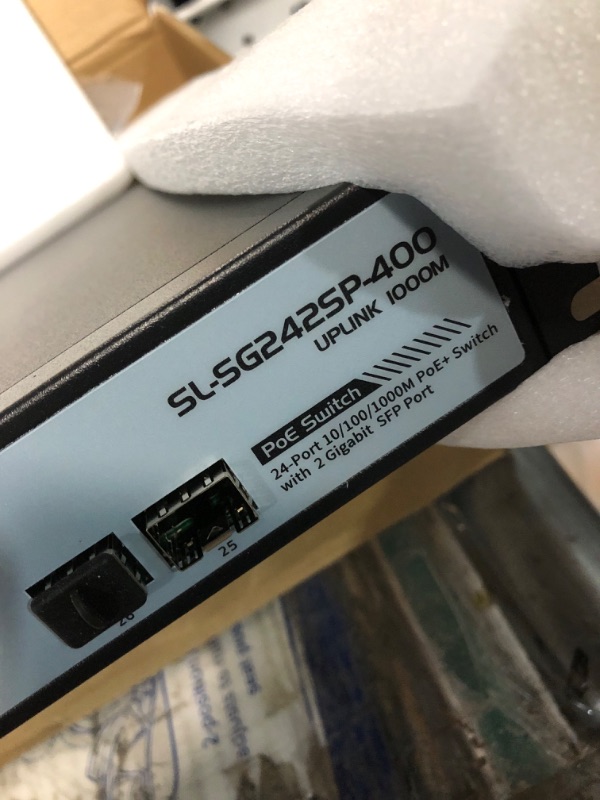 SL-SG242SP-400
UPLINK 1000M
PoE Switch
24-Port 10/100/1000M PoE+ Switch
with 2 Gigabit SFP Port
25
26